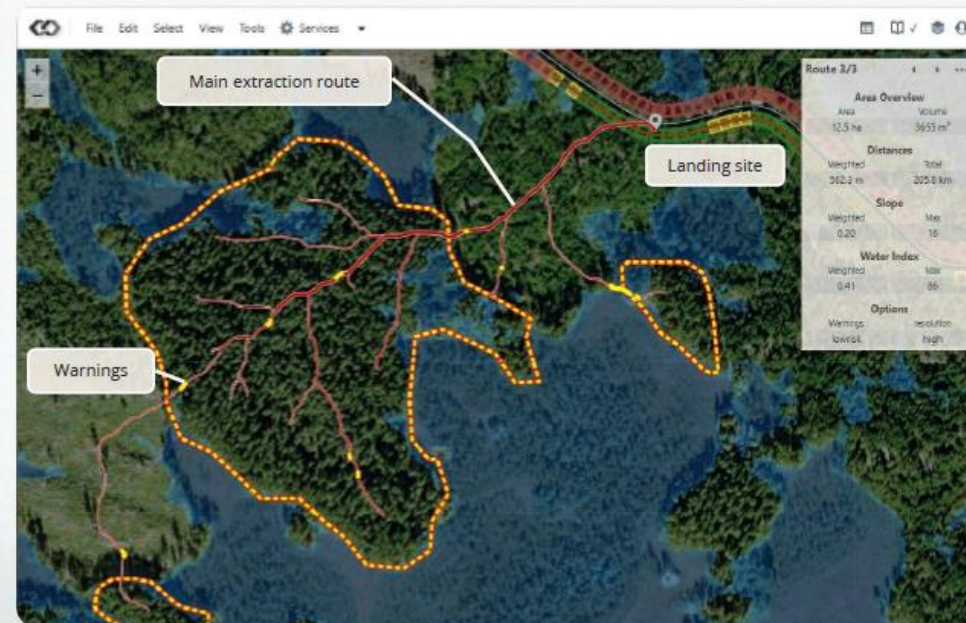 File Edit Select View Tools Services
Main extraction route
Landing site
Warnings
Route 3/3
Area Overview
Area Volume
12.5 ha 3655 m³
Distances
Weighted Total
562.3 m 205.8 km
Slope
Weighted Max
0.20 16
Water Index
Weighted Max
0.41 86
Options
Warnings resolution
lowrisk high